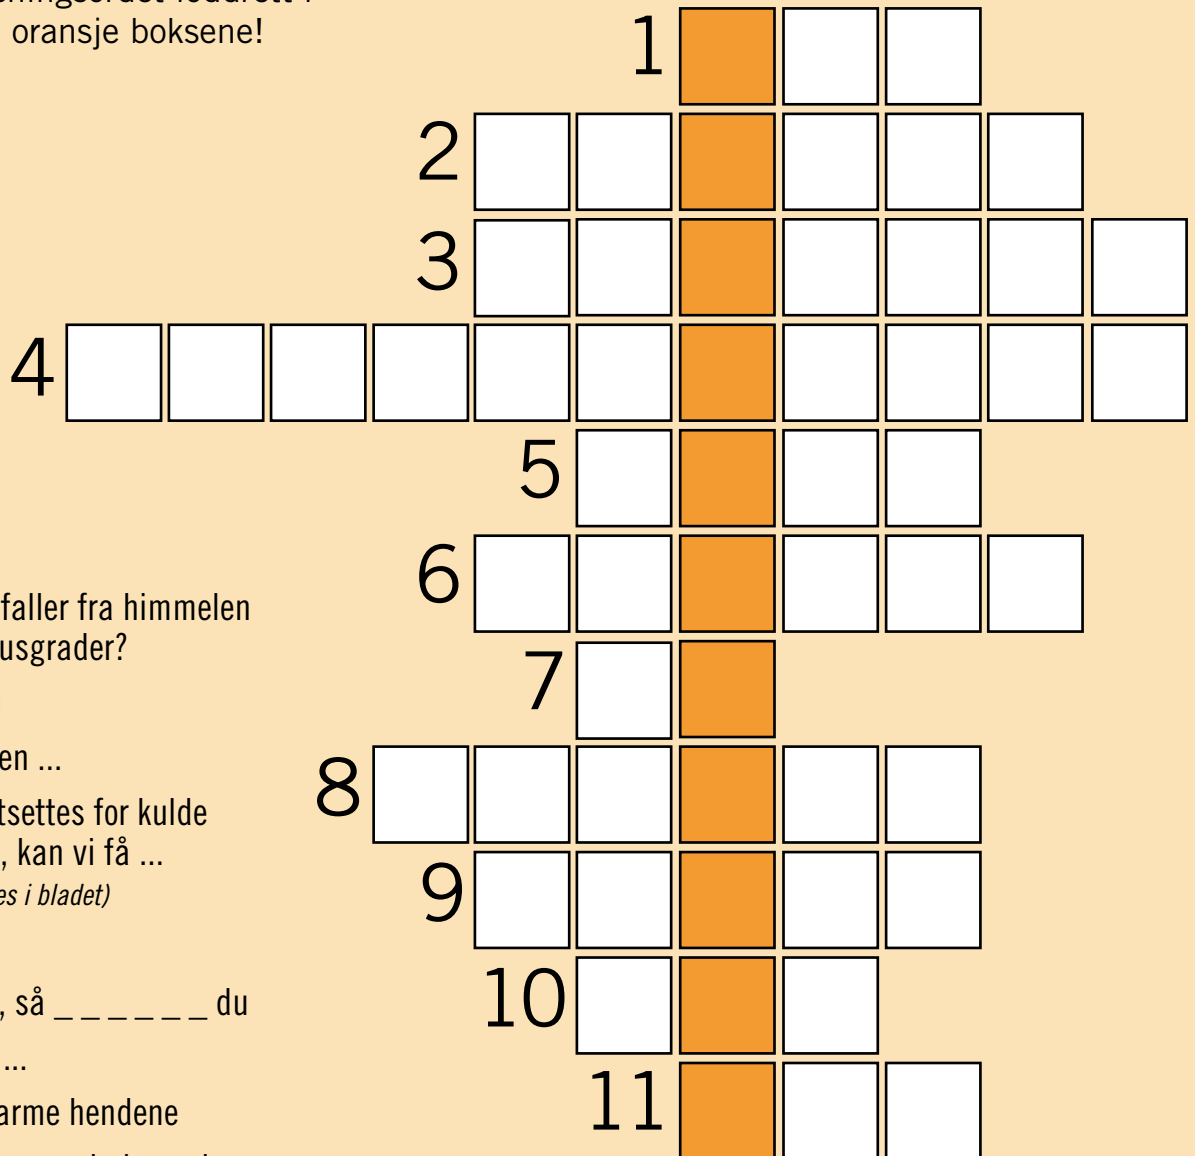 oransje boksene!
1
2
3
4
5
6
faller fra himmelen
usgrader?
7
en ...
8
tsettes for kulde
, kan vi få ...
es i bladet)
9
10
, så _ _ _ _ _ _ du
...
11
arme hendene